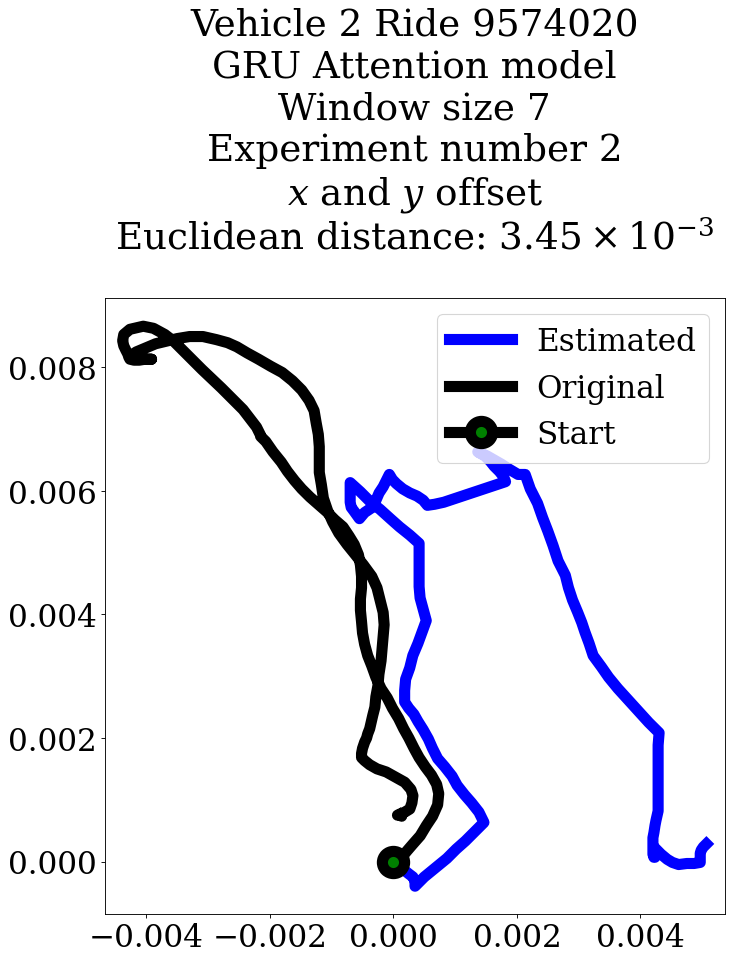 Vehicle 2 Ride 9574020
GRU Attention model
Window size 7
Experiment number 2
x and y offset
Euclidean distance: 3.45 × 10⁻³
Estimated
Original
Start
0.008
0.006
0.004
0.002
0.000
−0.004 −0.002 0.000 0.002 0.004